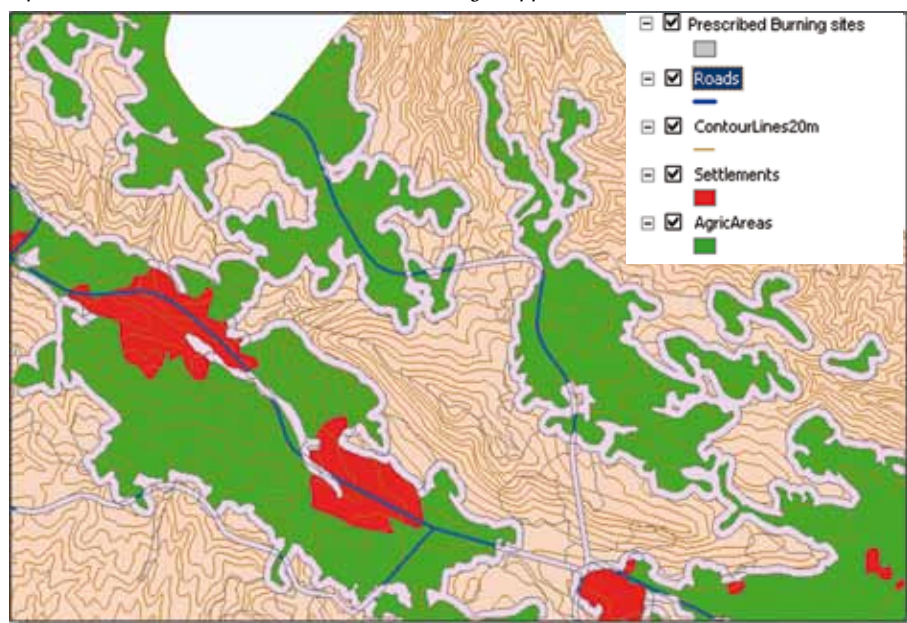 Prescribed Burning sites
Roads
ContourLines20m
Settlements
AgricAreas